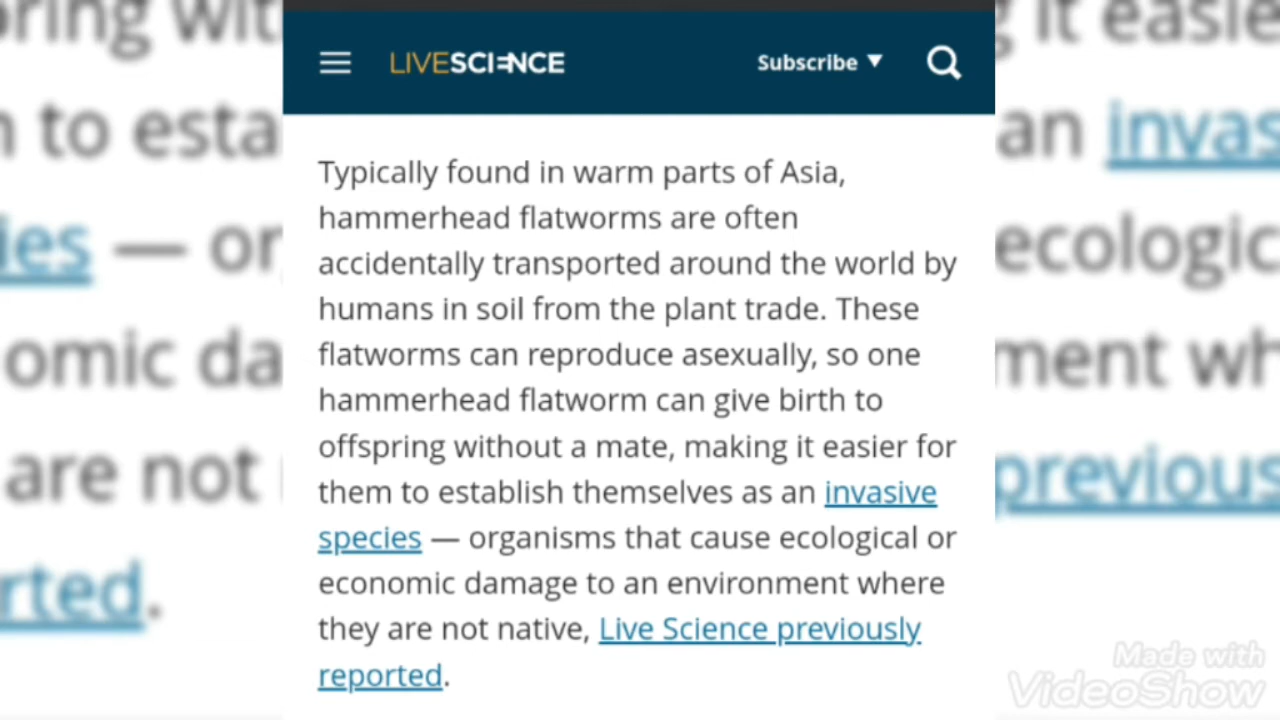 LIVESCIENCE
Subscribe ▼
Typically found in warm parts of Asia,
hammerhead flatworms are often
accidentally transported around the world by
humans in soil from the plant trade. These
flatworms can reproduce asexually, so one
hammerhead flatworm can give birth to
offspring without a mate, making it easier for
them to establish themselves as an invasive
species — organisms that cause ecological or
economic damage to an environment where
they are not native, Live Science previously
reported.
Made with
VideoShow